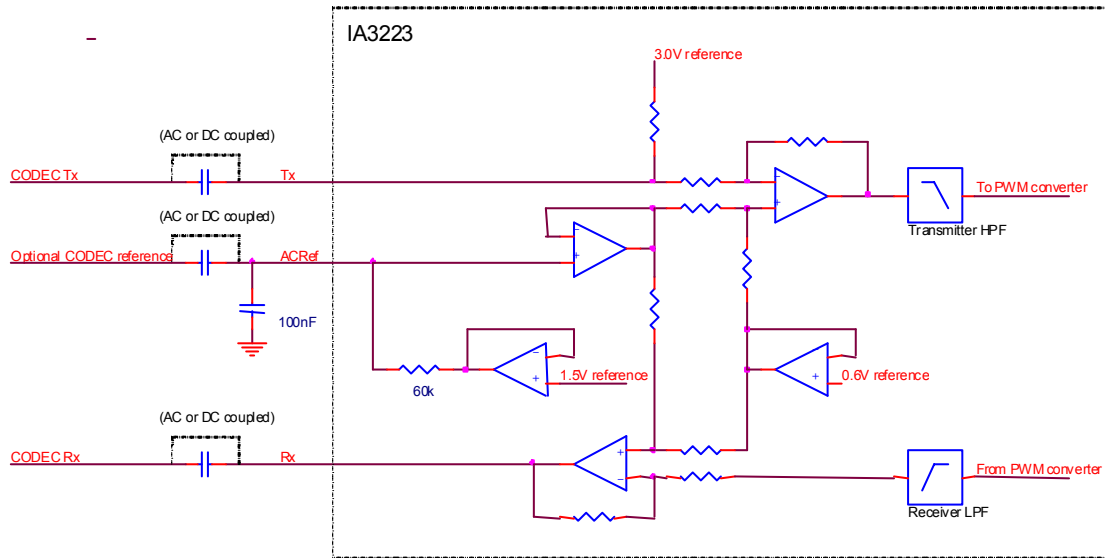 IA3223
3.0V reference
(AC or DC coupled)
CODEC Tx
Tx
To PWM converter
Transmitter HPF
(AC or DC coupled)
Optional CODEC reference
ACRef
100nF
60k
1.5V reference
0.6V reference
(AC or DC coupled)
CODEC Rx
Rx
From PWM converter
Receiver LPF